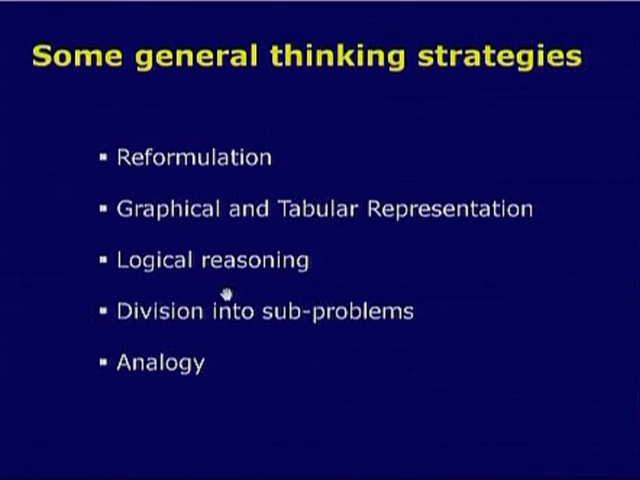 Some general thinking strategies
▪ Reformulation
▪ Graphical and Tabular Representation
▪ Logical reasoning
▪ Division into sub-problems
▪ Analogy